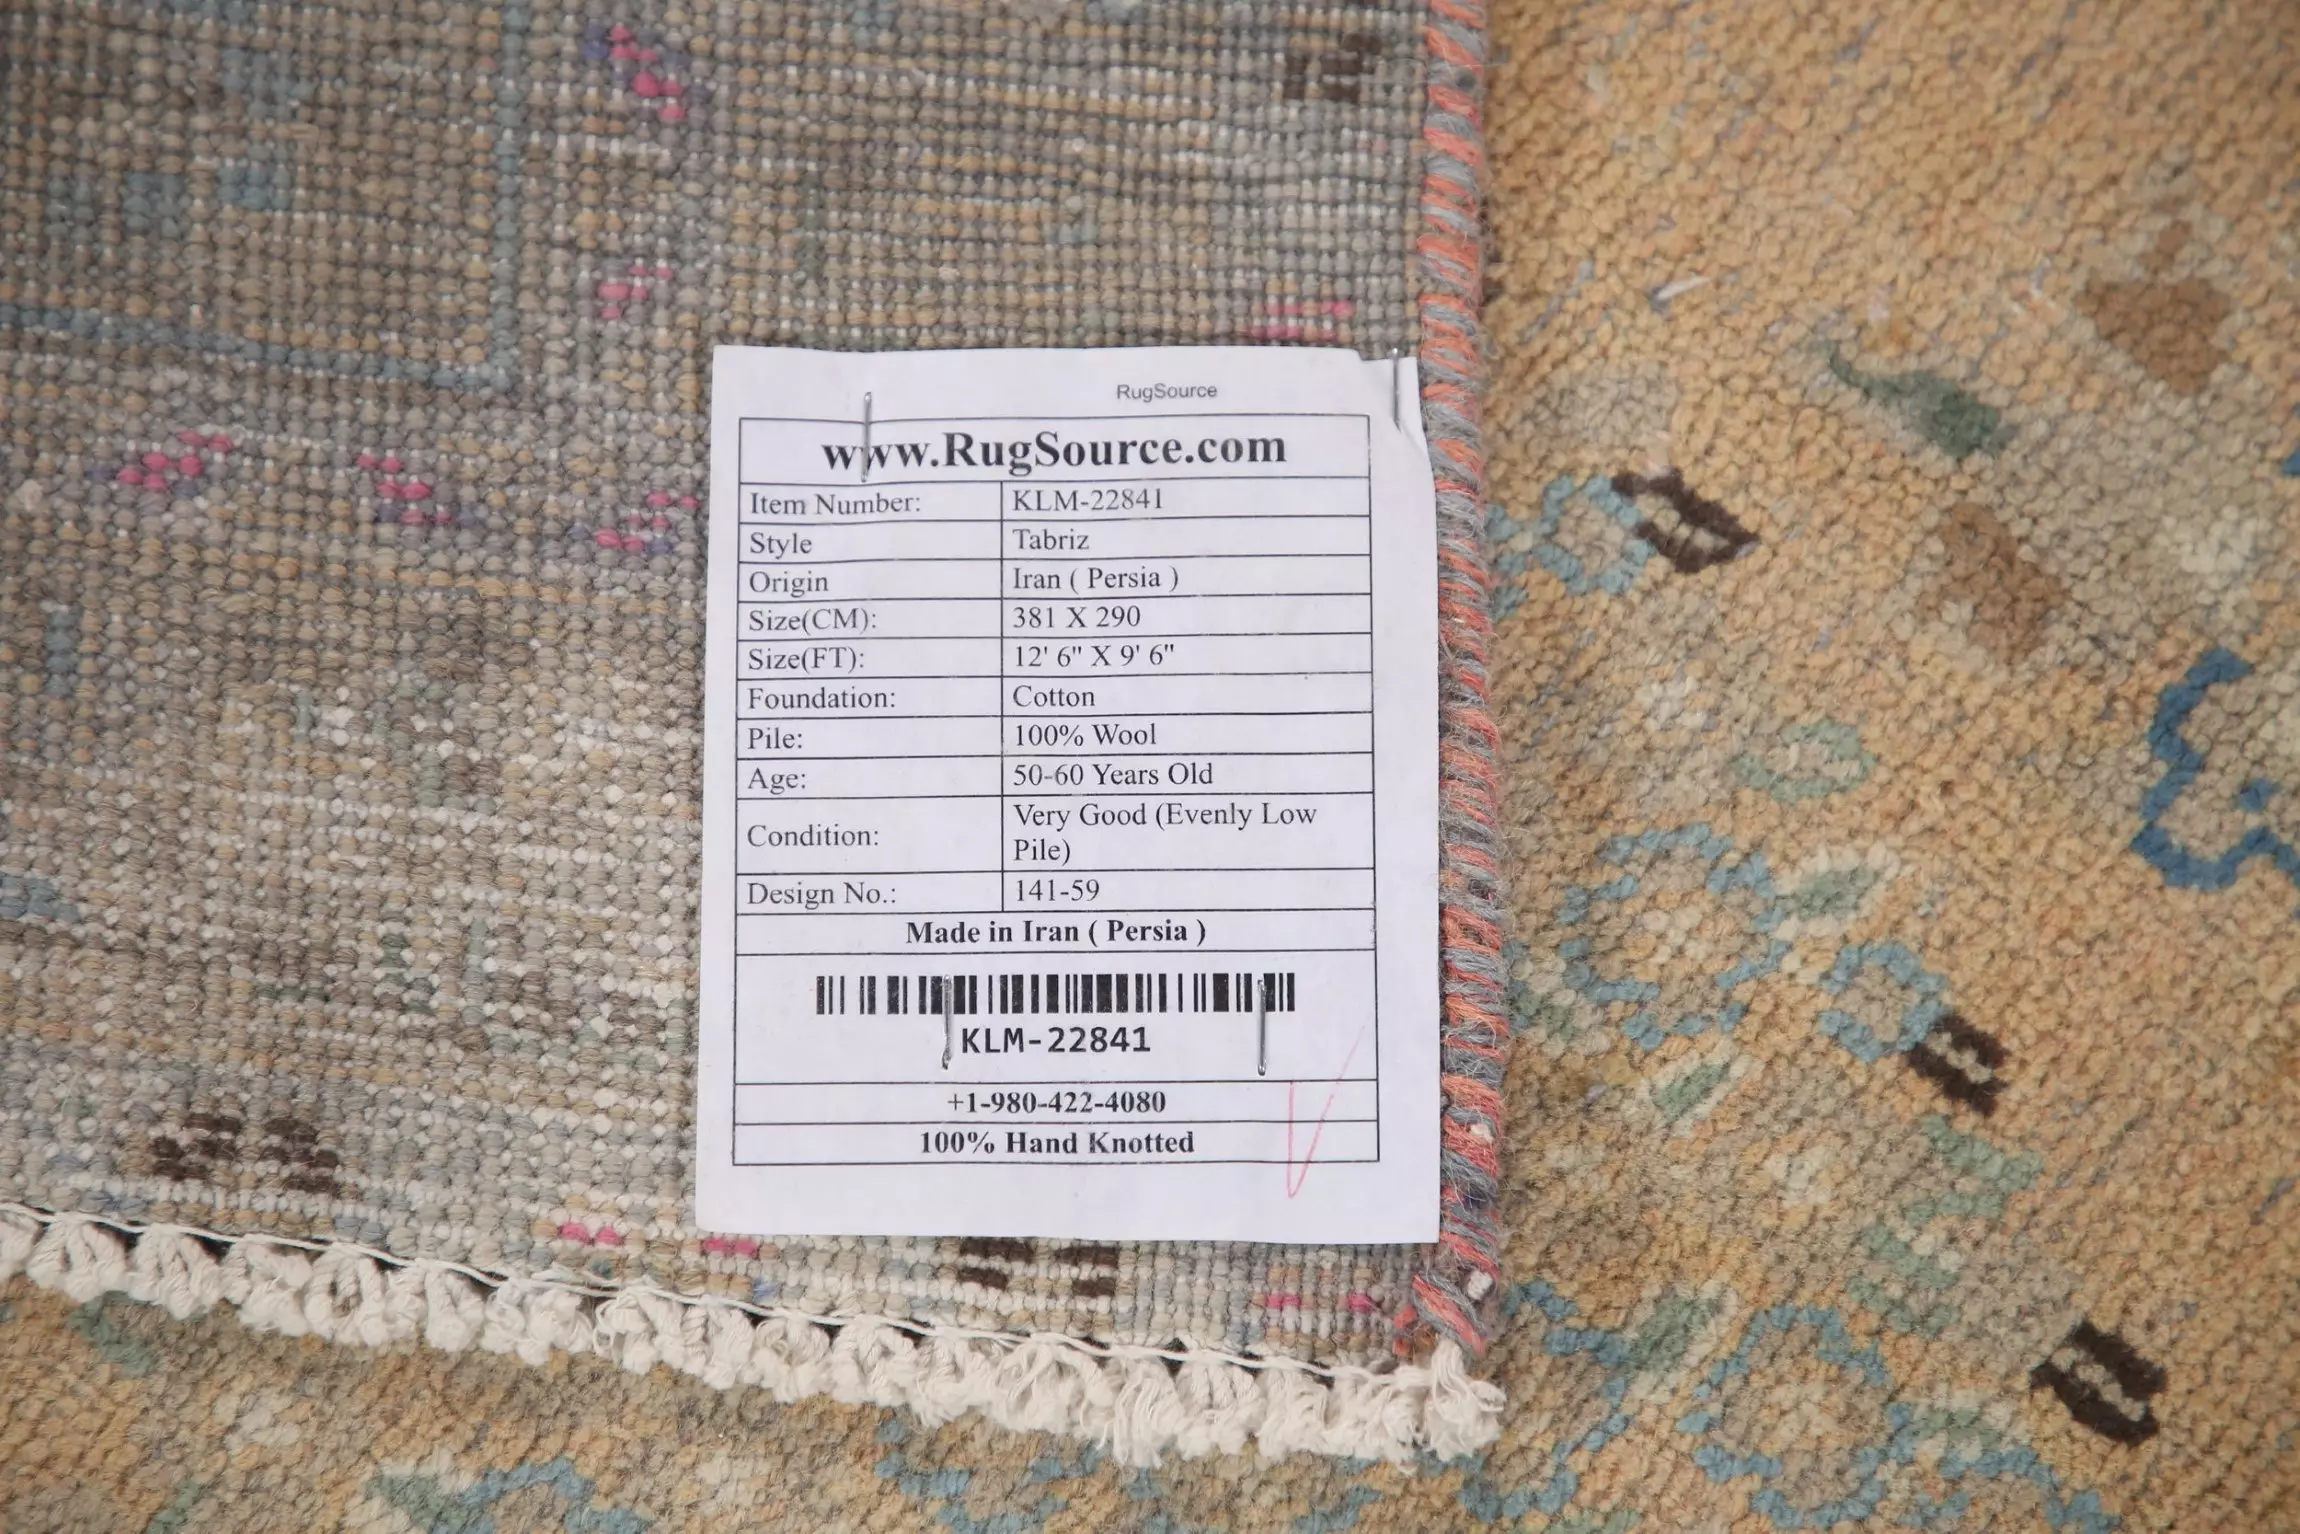 RugSource
www.RugSource.com
Item Number: KLM-22841
Style Tabriz
Origin Iran ( Persia )
Size(CM): 381 X 290
Size(FT): 12' 6" X 9' 6"
Foundation: Cotton
Pile: 100% Wool
Age: 50-60 Years Old
Condition: Very Good (Evenly Low
Pile)
Design No.: 141-59
Made in Iran ( Persia )
KLM-22841
+1-980-422-4080
100% Hand Knotted